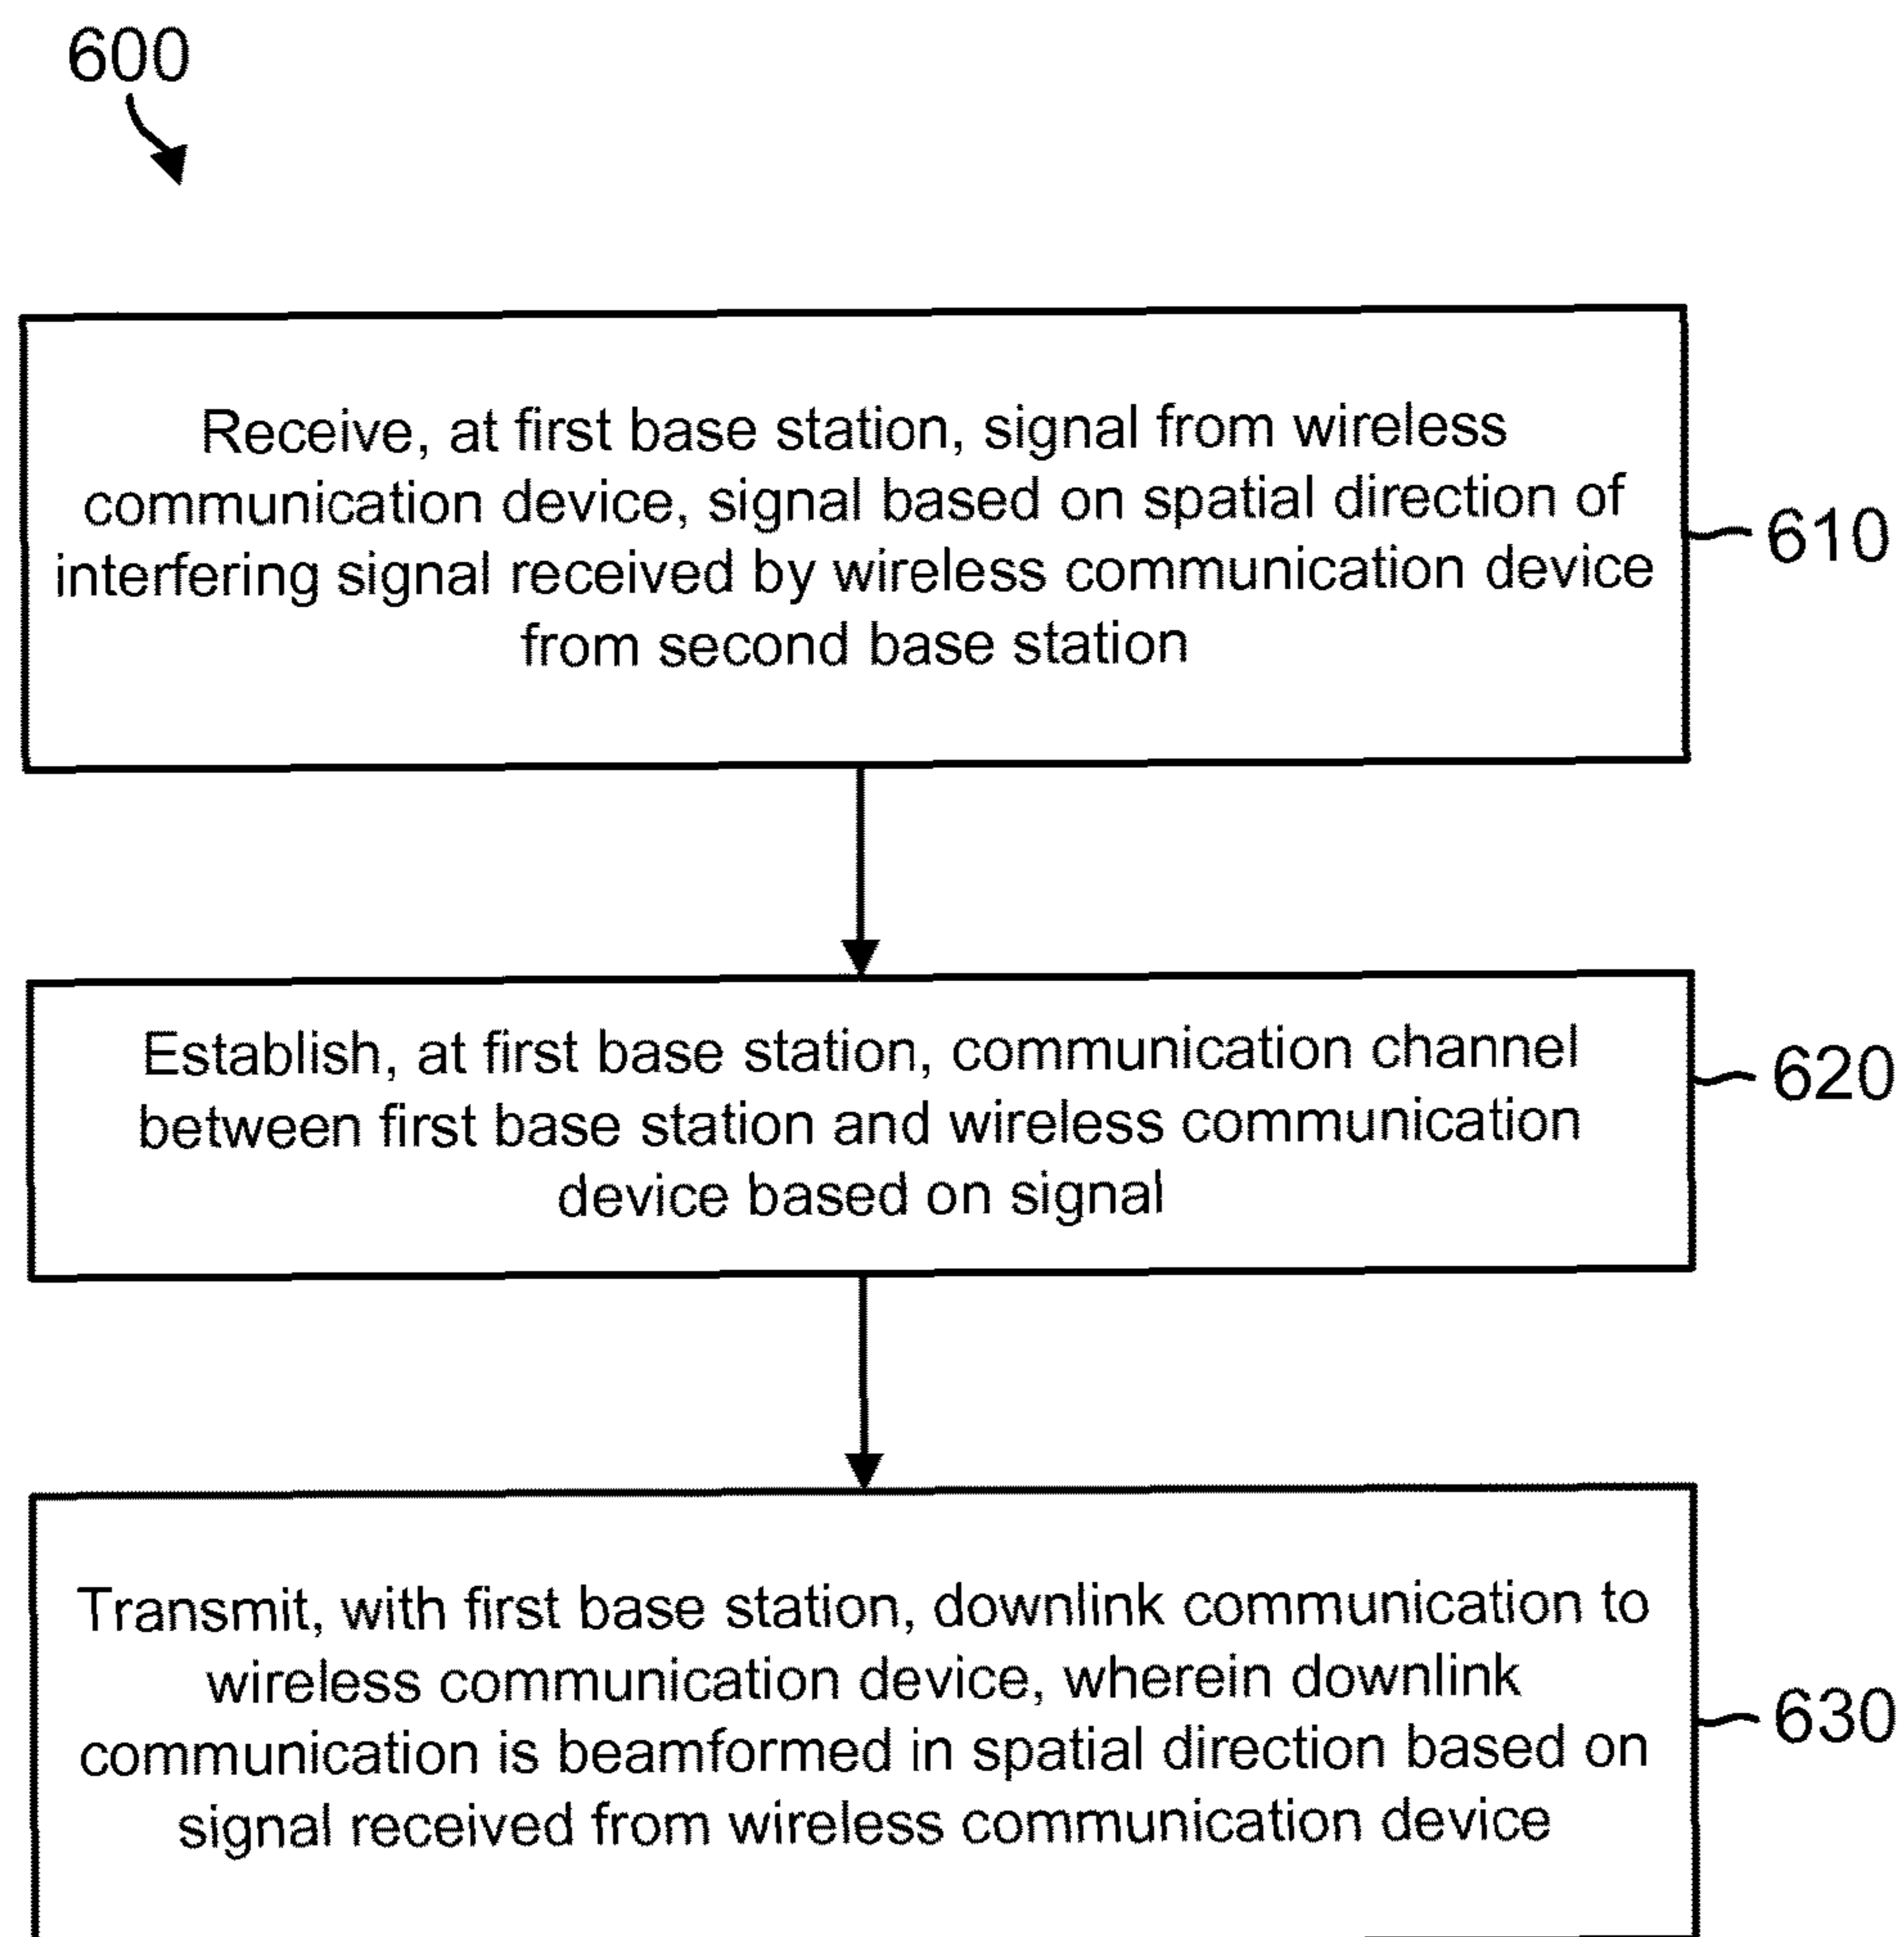 600
Receive, at first base station, signal from wireless
communication device, signal based on spatial direction of
interfering signal received by wireless communication device
from second base station
610
Establish, at first base station, communication channel
between first base station and wireless communication
device based on signal
620
Transmit, with first base station, downlink communication to
wireless communication device, wherein downlink
communication is beamformed in spatial direction based on
signal received from wireless communication device
630